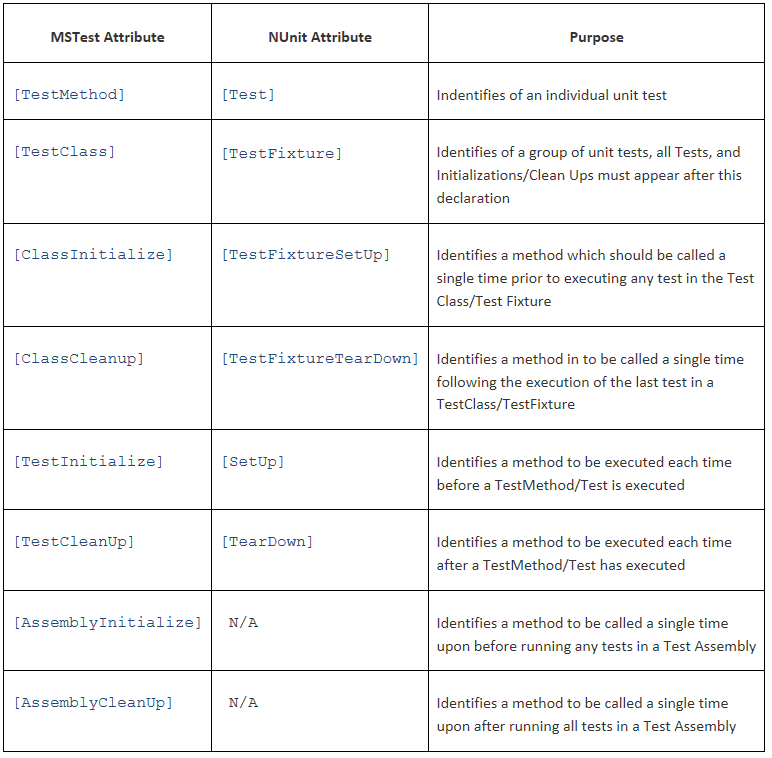 MSTest Attribute NUnit Attribute Purpose
[TestMethod] [Test] Indentifies of an individual unit test
[TestClass] [TestFixture] Identifies of a group of unit tests, all Tests, and
Initializations/Clean Ups must appear after this
declaration
[ClassInitialize] [TestFixtureSetUp] Identifies a method which should be called a
single time prior to executing any test in the Test
Class/Test Fixture
[ClassCleanup] [TestFixtureTearDown] Identifies a method in to be called a single time
following the execution of the last test in a
TestClass/TestFixture
[TestInitialize] [SetUp] Identifies a method to be executed each time
before a TestMethod/Test is executed
[TestCleanUp] [TearDown] Identifies a method to be executed each time
after a TestMethod/Test has executed
[AssemblyInitialize] N/A Identifies a method to be called a single time
upon before running any tests in a Test Assembly
[AssemblyCleanUp] N/A Identifies a method to be called a single time
upon after running all tests in a Test Assembly